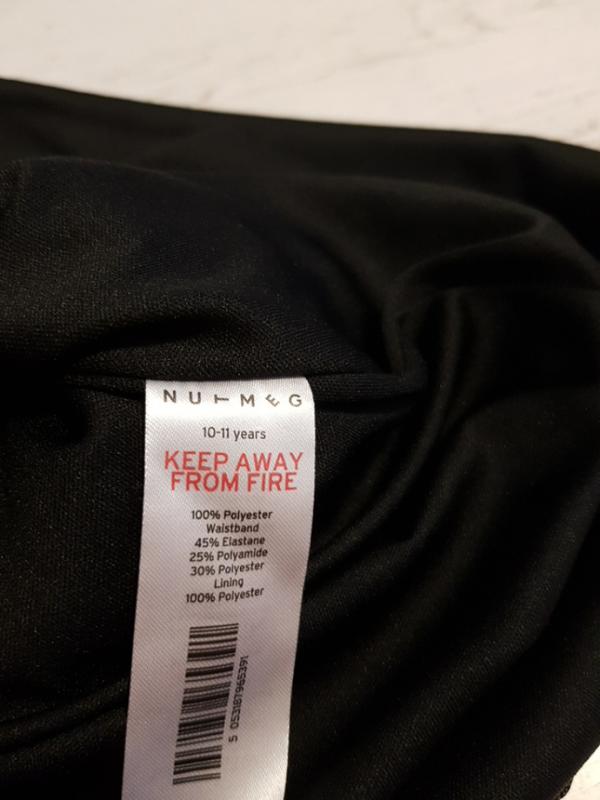 NUTMEG
10-11 years
KEEP AWAY
FROM FIRE
100% Polyester
Waistband
45% Elastane
25% Polyamide
30% Polyester
Lining
100% Polyester
5 053187965391